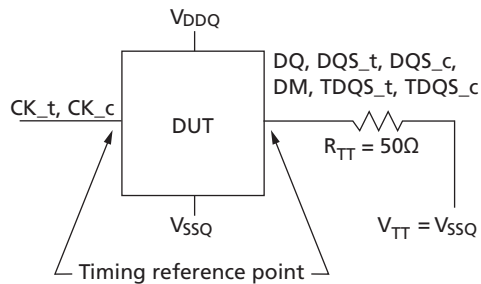 VDDQ
DQ, DQS_t, DQS_c,
DM, TDQS_t, TDQS_c
CK_t, CK_c
DUT
RTT = 50Ω
VSSQ
VTT = VSSQ
Timing reference point